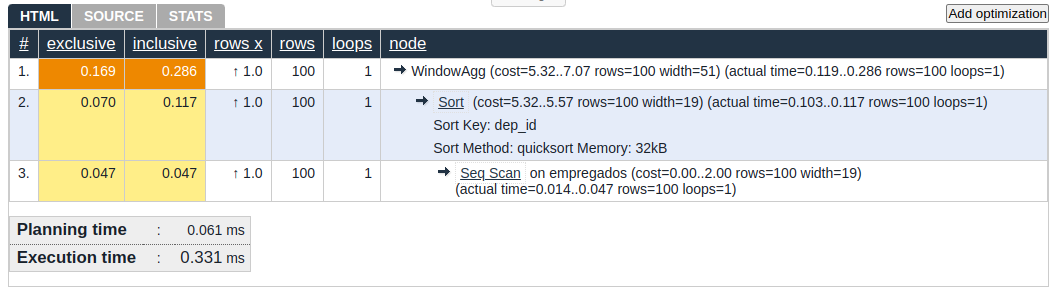 HTML SOURCE STATS Add optimization
# exclusive inclusive rows x rows loops node
1. 0.169 0.286 ↑ 1.0 100 1 → WindowAgg (cost=5.32..7.07 rows=100 width=51) (actual time=0.119..0.286 rows=100 loops=1)
2. 0.070 0.117 ↑ 1.0 100 1 → Sort (cost=5.32..5.57 rows=100 width=19) (actual time=0.103..0.117 rows=100 loops=1)
Sort Key: dep_id
Sort Method: quicksort Memory: 32kB
3. 0.047 0.047 ↑ 1.0 100 1 → Seq Scan on empregados (cost=0.00..2.00 rows=100 width=19)
(actual time=0.014..0.047 rows=100 loops=1)
Planning time : 0.061 ms
Execution time : 0.331 ms